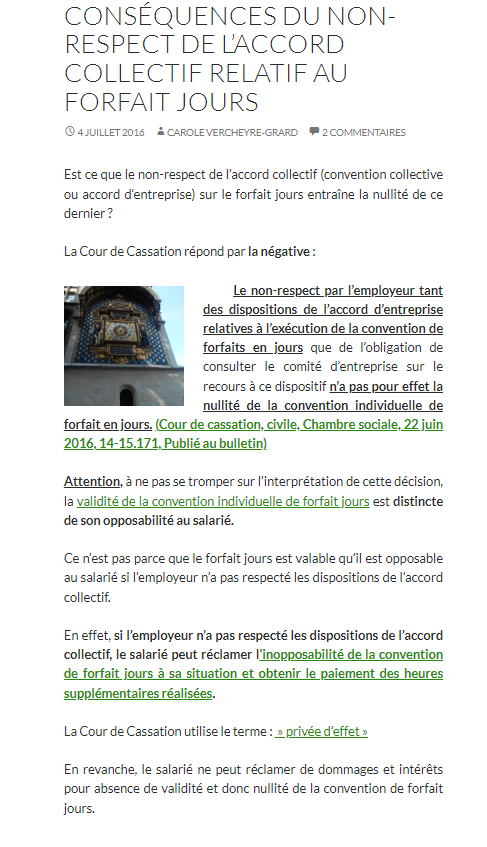 CONSÉQUENCES DU NON-
RESPECT DE L’ACCORD
COLLECTIF RELATIF AU
FORFAIT JOURS
4 JUILLET 2016 CAROLE VERCHEYRE-GRARD 2 COMMENTAIRES
Est ce que le non-respect de l’accord collectif (convention collective
ou accord d’entreprise) sur le forfait jours entraîne la nullité de ce
dernier ?
La Cour de Cassation répond par la négative :
Le non-respect par l’employeur tant
des dispositions de l’accord d’entreprise
relatives à l’exécution de la convention de
forfaits en jours que de l’obligation de
consulter le comité d’entreprise sur le
recours à ce dispositif n’a pas pour effet la
nullité de la convention individuelle de
forfait en jours. (Cour de cassation, civile, Chambre sociale, 22 juin
2016, 14-15.171, Publié au bulletin)
Attention, à ne pas se tromper sur l’interprétation de cette décision,
la validité de la convention individuelle de forfait jours est distincte
de son opposabilité au salarié.
Ce n’est pas parce que le forfait jours est valable qu’il est opposable
au salarié si l’employeur n’a pas respecté les dispositions de l’accord
collectif.
En effet, si l’employeur n’a pas respecté les dispositions de l’accord
collectif, le salarié peut réclamer l‘inopposabilité de la convention
de forfait jours à sa situation et obtenir le paiement des heures
supplémentaires réalisées.
La Cour de Cassation utilise le terme : » privée d’effet »
En revanche, le salarié ne peut réclamer de dommages et intérêts
pour absence de validité et donc nullité de la convention de forfait
jours.